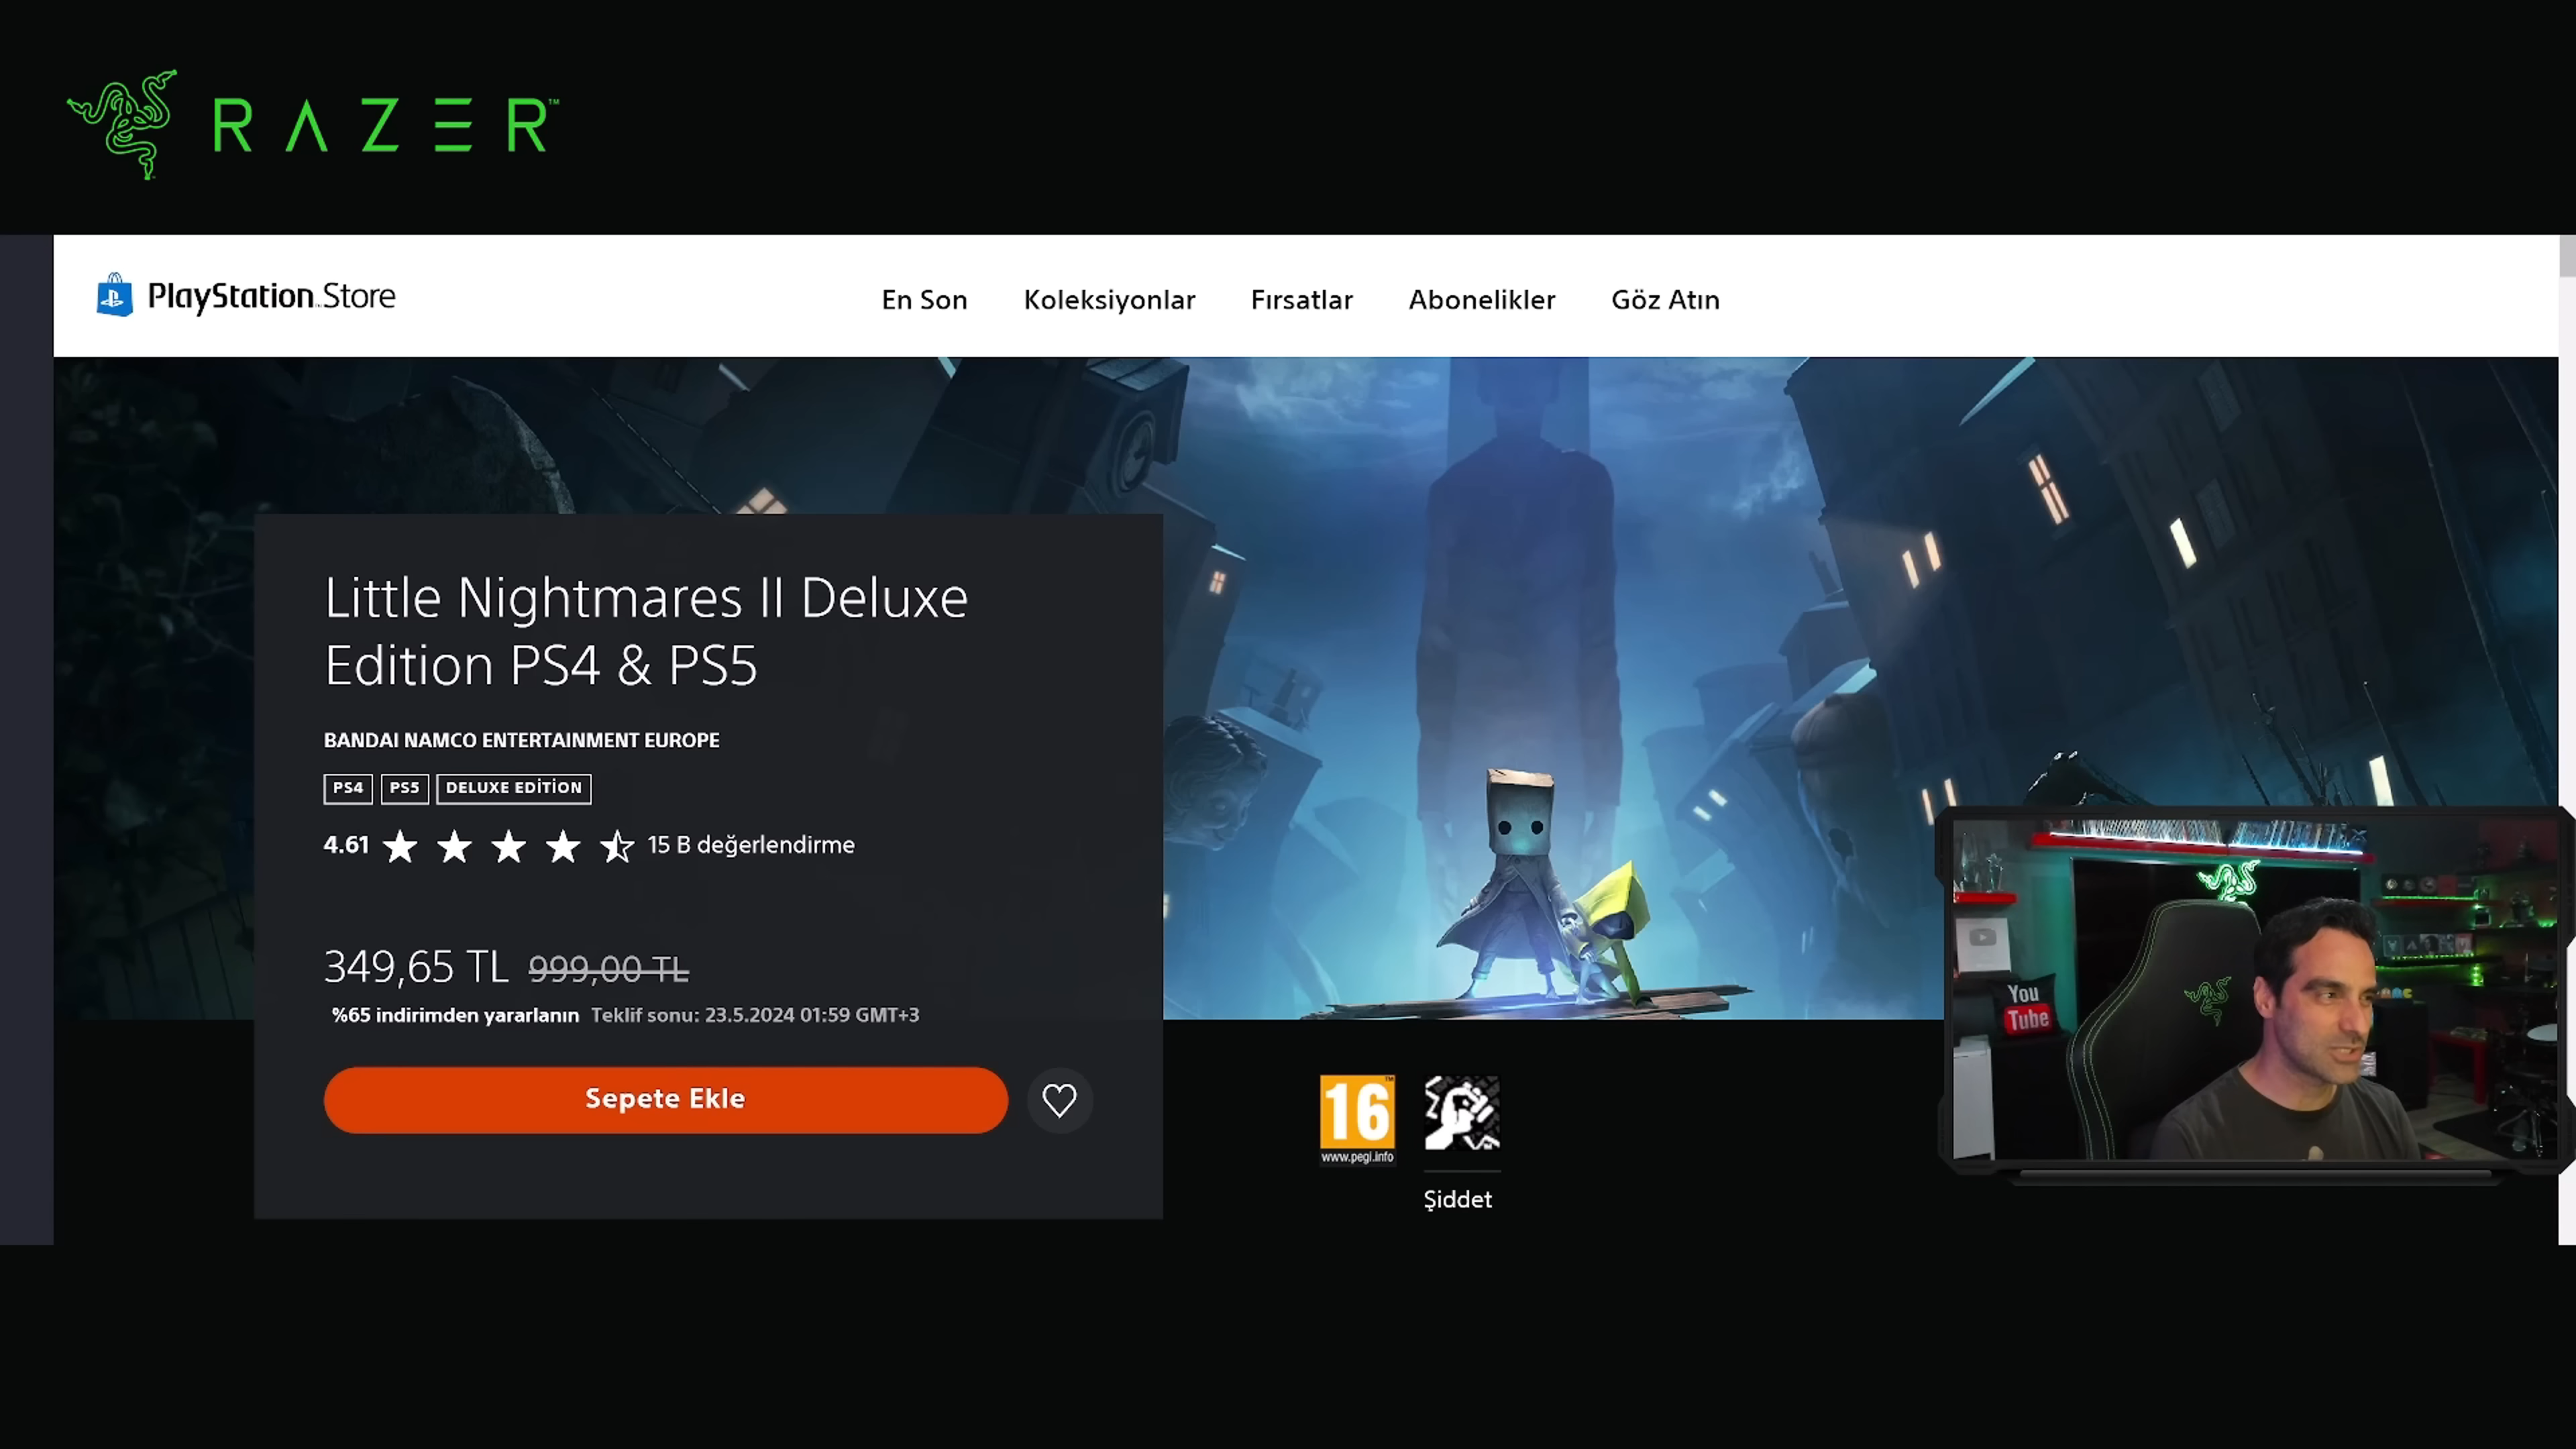 RAZER™
PlayStation Store
En Son
Koleksiyonlar
Fırsatlar
Abonelikler
Göz Atın
Little Nightmares II Deluxe
Edition PS4 & PS5
BANDAI NAMCO ENTERTAINMENT EUROPE
PS4
PS5
DELUXE EDİTİON
4.61
15 B değerlendirme
349,65 TL 999,00 TL
%65 indirimden yararlanın Teklif sonu: 23.5.2024 01:59 GMT+3
Sepete Ekle
16
www.pegi.info
Şiddet
You
Tube